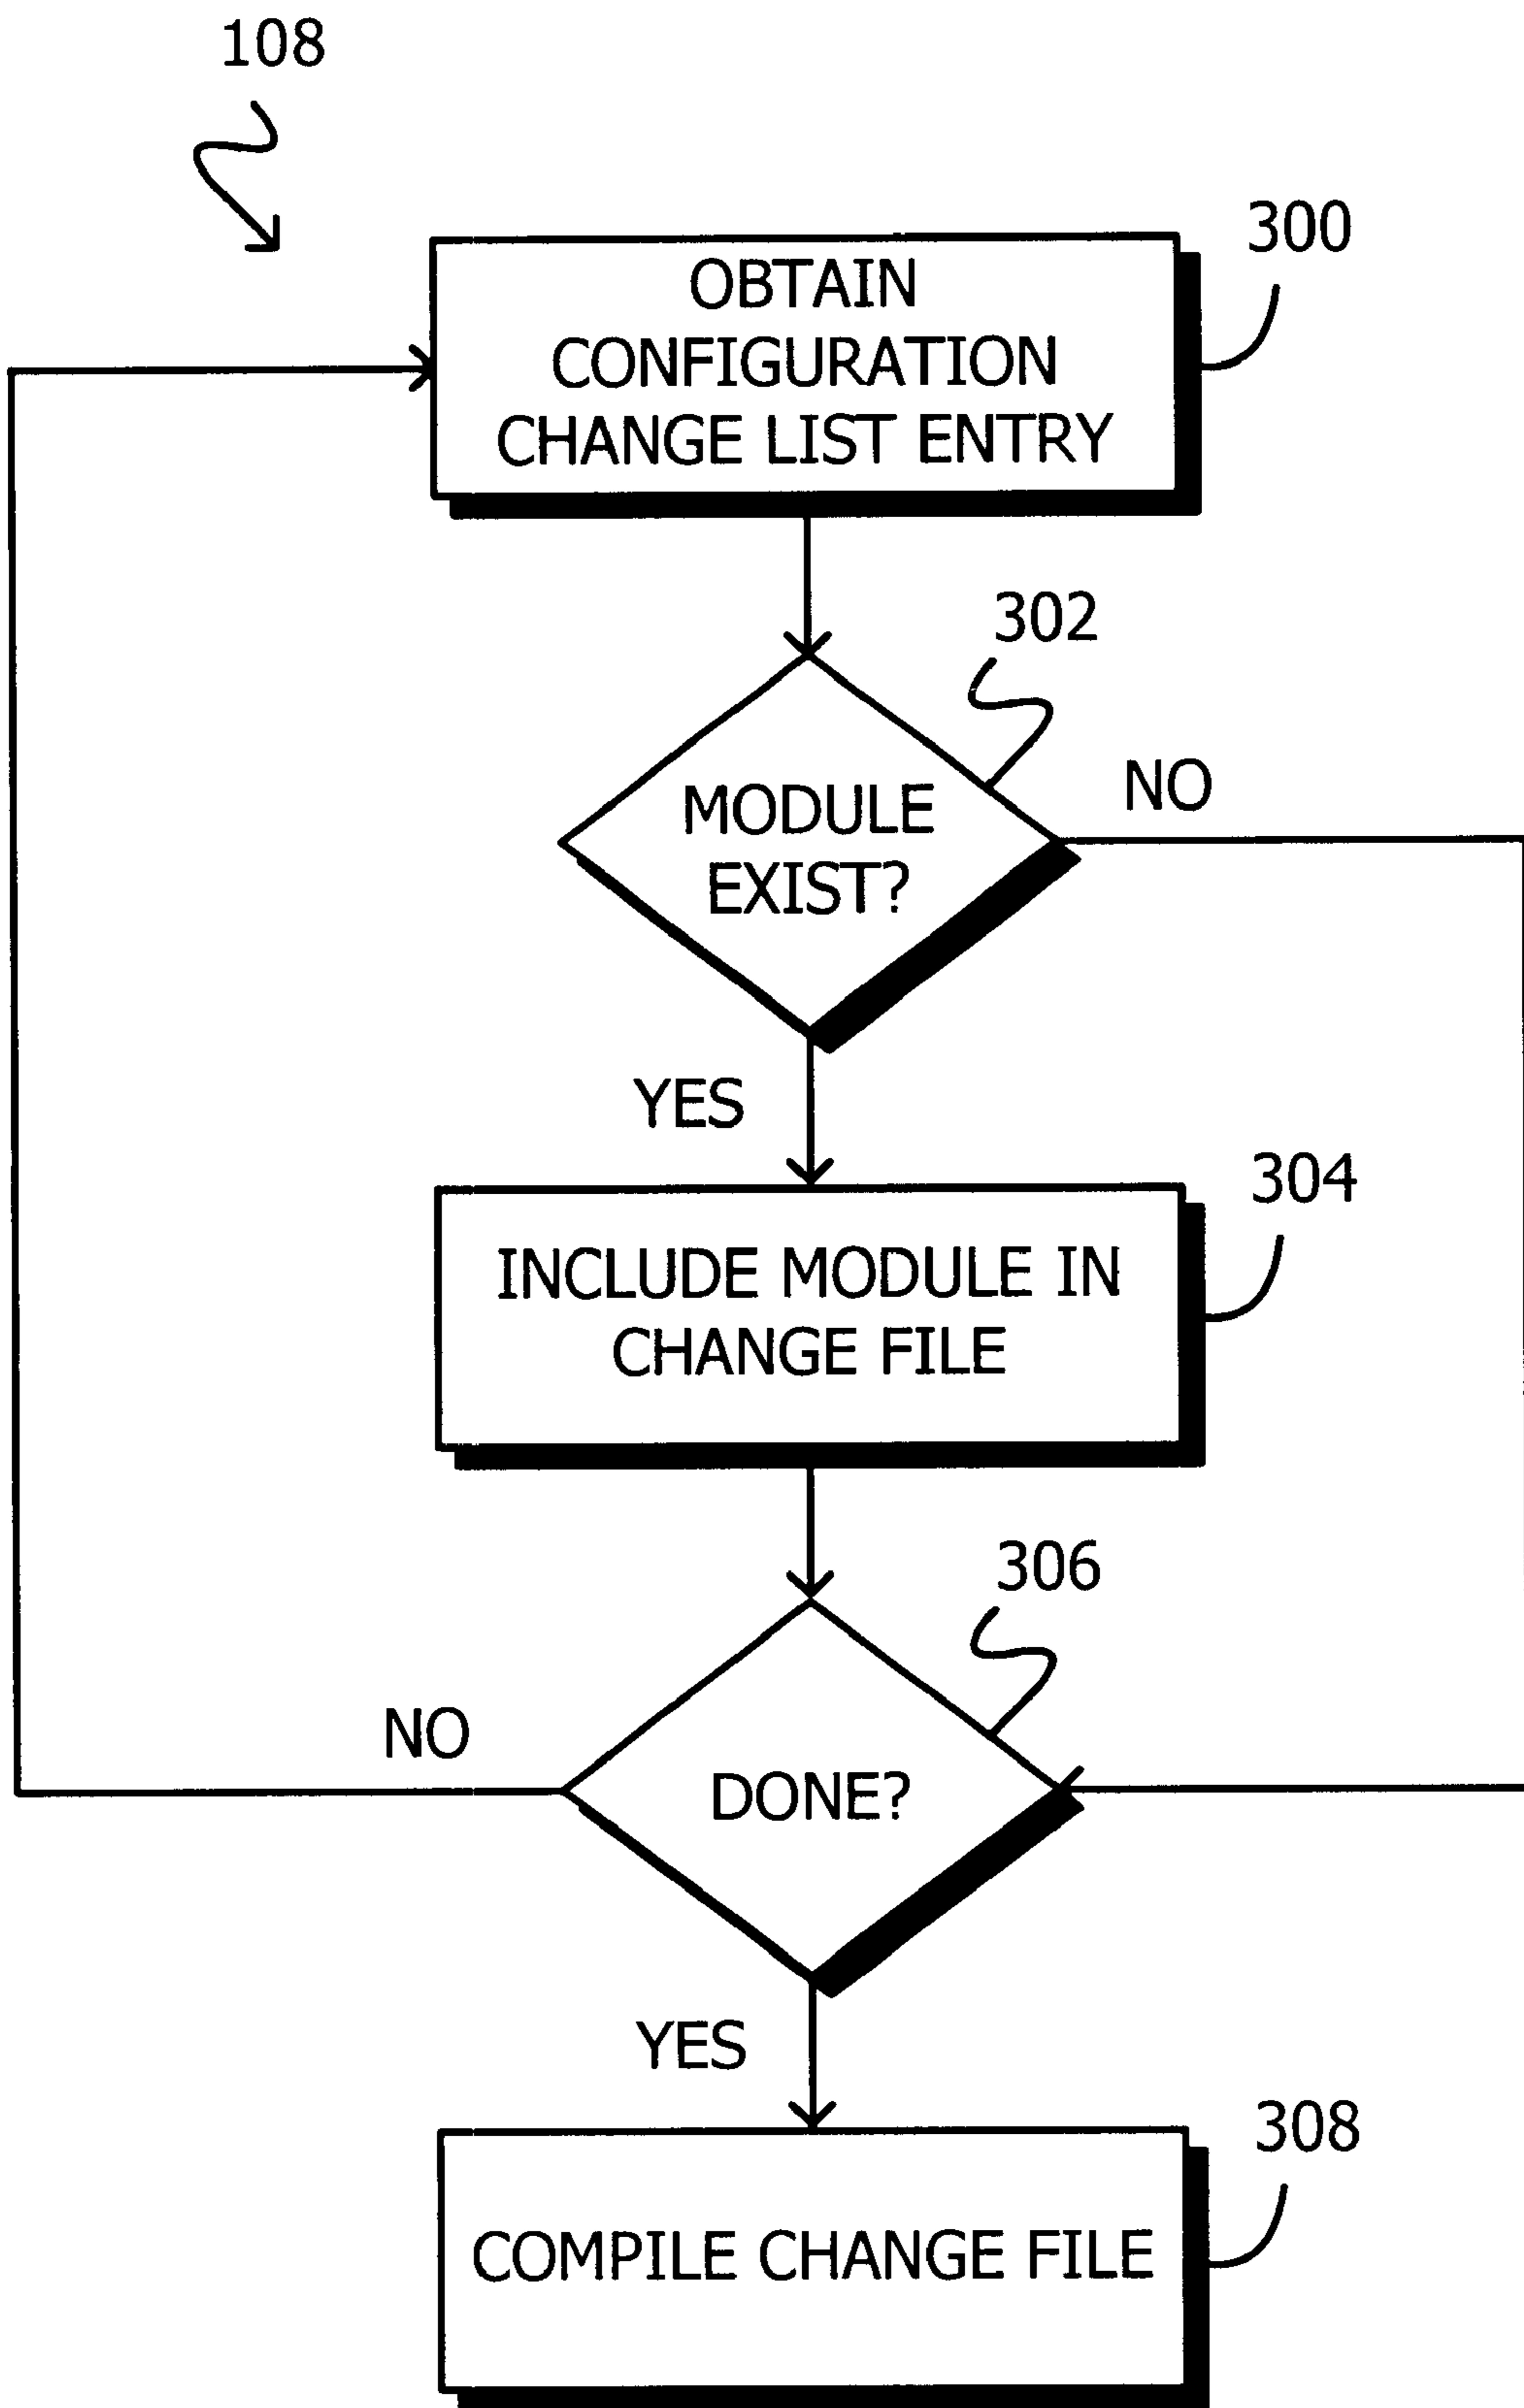 108
300
OBTAIN
CONFIGURATION
CHANGE LIST ENTRY
302
NO
MODULE
EXIST?
YES
304
INCLUDE MODULE IN
CHANGE FILE
306
NO
DONE?
YES
308
COMPILE CHANGE FILE